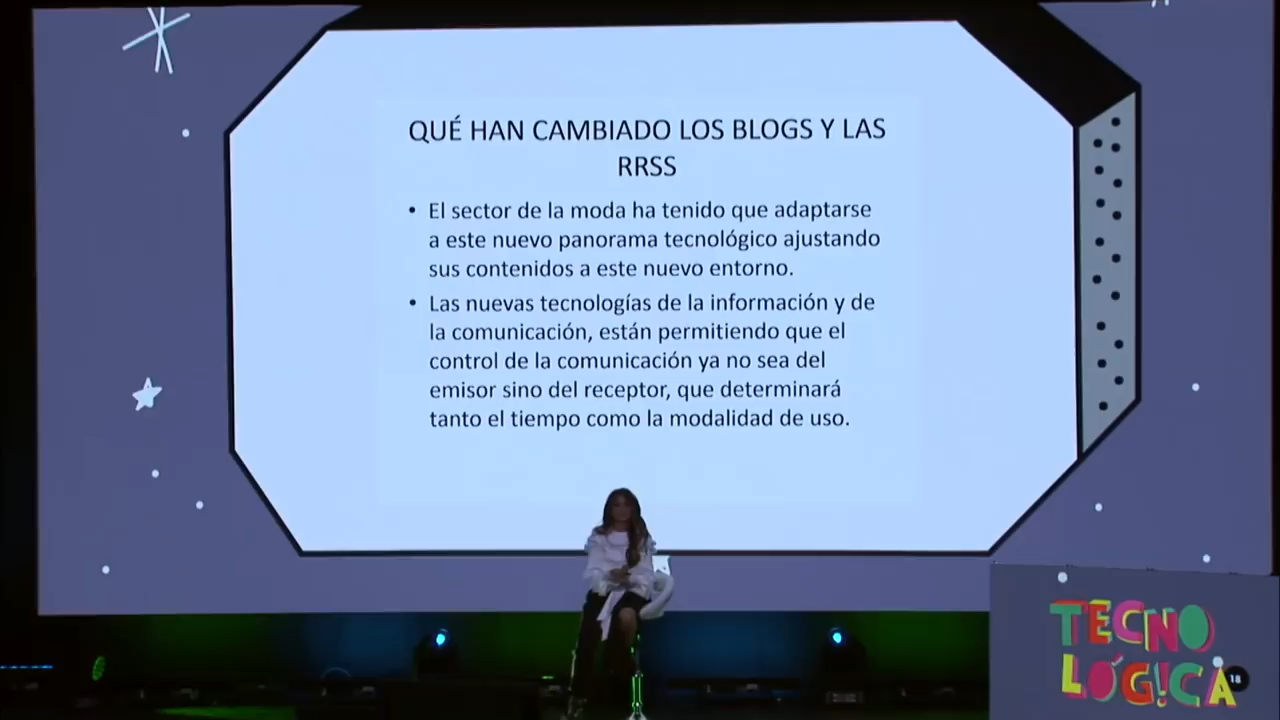 QUÉ HAN CAMBIADO LOS BLOGS Y LAS
RRSS
• El sector de la moda ha tenido que adaptarse
a este nuevo panorama tecnológico ajustando
sus contenidos a este nuevo entorno.
• Las nuevas tecnologías de la información y de
la comunicación, están permitiendo que el
control de la comunicación ya no sea del
emisor sino del receptor, que determinará
tanto el tiempo como la modalidad de uso.
TECNO
LÓG!CA
18